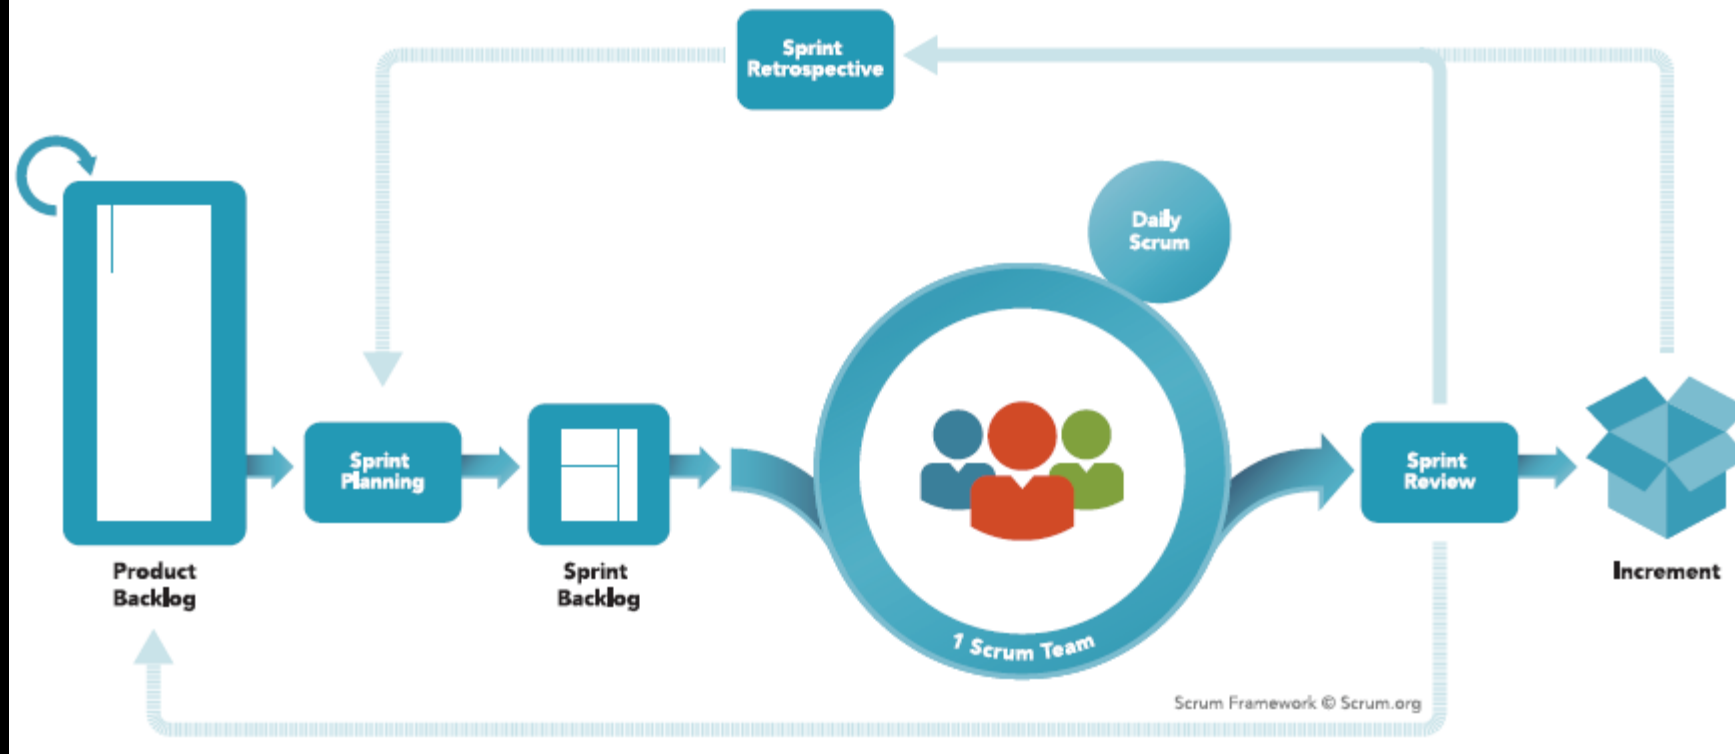 Sprint
Retrospective
Daily
Scrum
Sprint
Planning
Sprint
Review
Product
Backlog
Sprint
Backlog
Increment
1 Scrum Team
Scrum Framework © Scrum.org